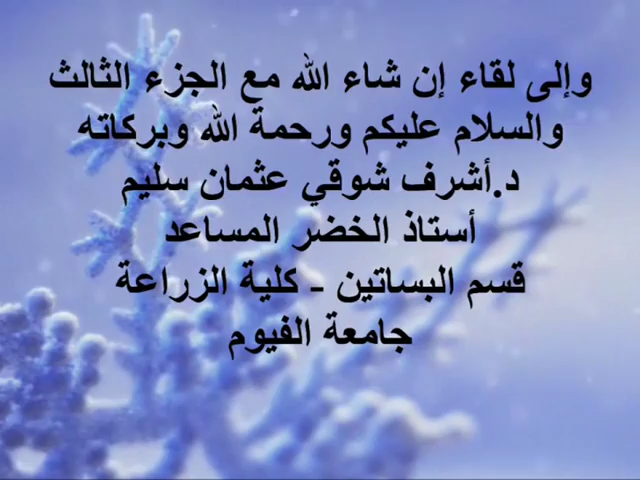 وإلى لقاء إن شاء الله مع الجزء الثالث
والسلام عليكم ورحمة الله وبركاته
د.أشرف شوقي عثمان سليم
أستاذ الخضر المساعد
قسم البساتين - كلية الزراعة
جامعة الفيوم